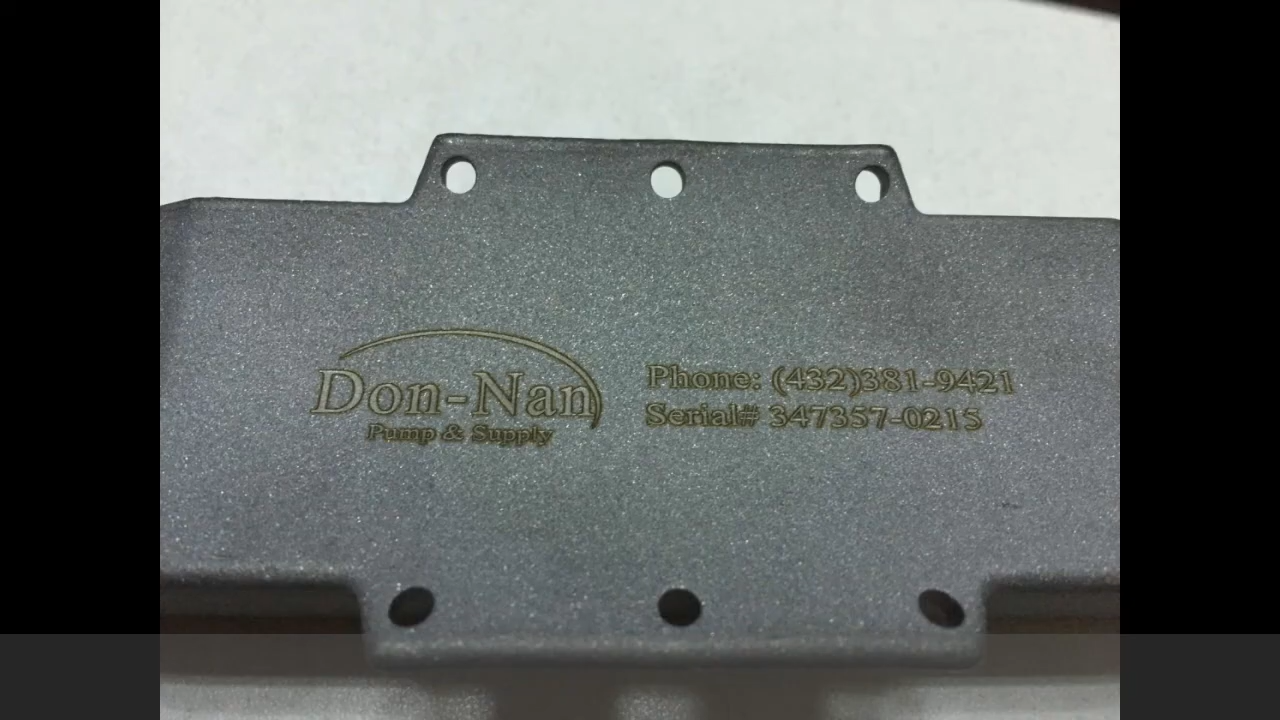 Don-Nan
Pump & Supply
Phone: (432)381-9421
Serial# 347357-0215